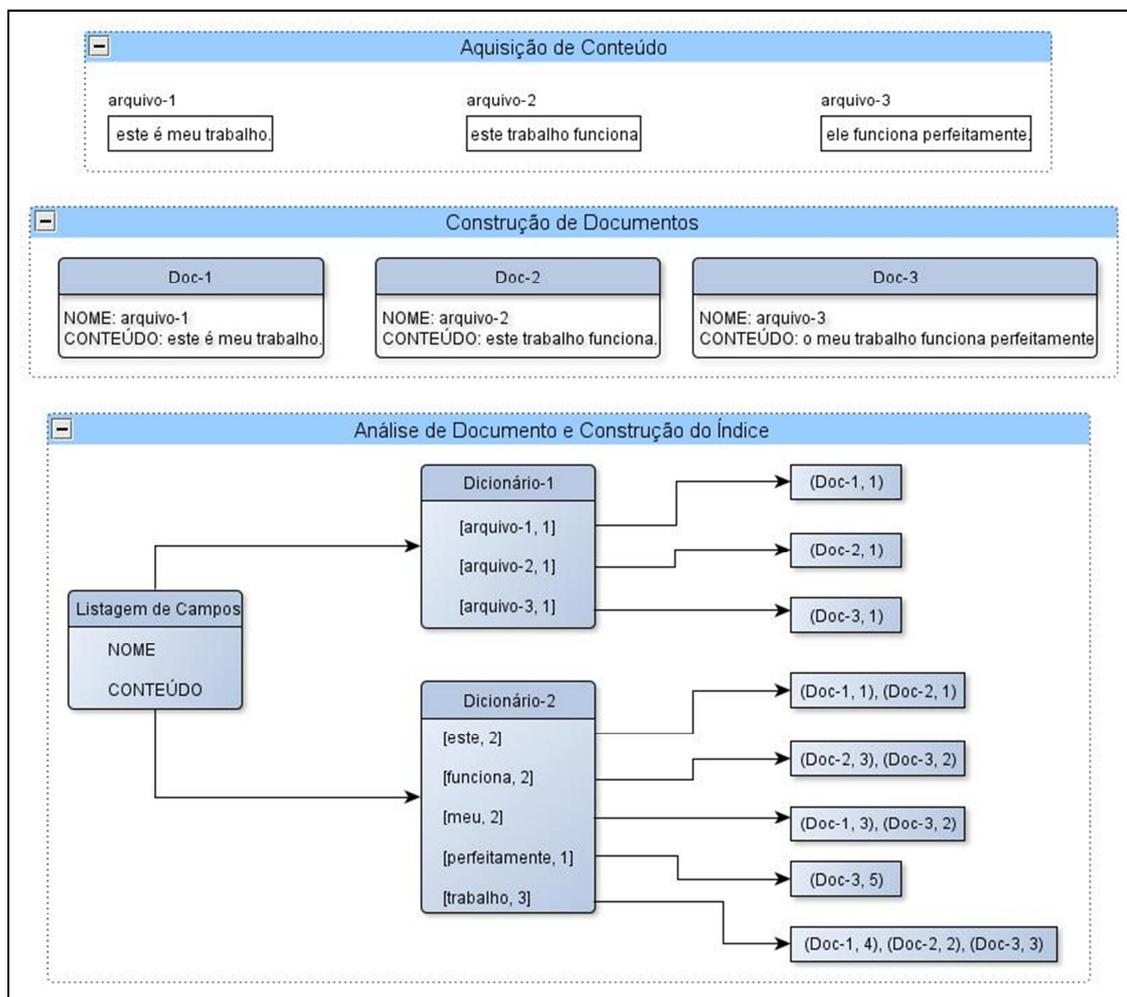 Aquisição de Conteúdo
arquivo-1
arquivo-2
arquivo-3
este é meu trabalho.
este trabalho funciona
ele funciona perfeitamente.
Construção de Documentos
Doc-1
Doc-2
Doc-3
NOME: arquivo-1
CONTEÚDO: este é meu trabalho.
NOME: arquivo-2
CONTEÚDO: este trabalho funciona.
NOME: arquivo-3
CONTEÚDO: o meu trabalho funciona perfeitamente
Análise de Documento e Construção do Índice
Listagem de Campos
NOME
CONTEÚDO
Dicionário-1
[arquivo-1, 1]
[arquivo-2, 1]
[arquivo-3, 1]
(Doc-1, 1)
(Doc-2, 1)
(Doc-3, 1)
Dicionário-2
[este, 2]
[funciona, 2]
[meu, 2]
[perfeitamente, 1]
[trabalho, 3]
(Doc-1, 1), (Doc-2, 1)
(Doc-2, 3), (Doc-3, 2)
(Doc-1, 3), (Doc-3, 2)
(Doc-3, 5)
(Doc-1, 4), (Doc-2, 2), (Doc-3, 3)